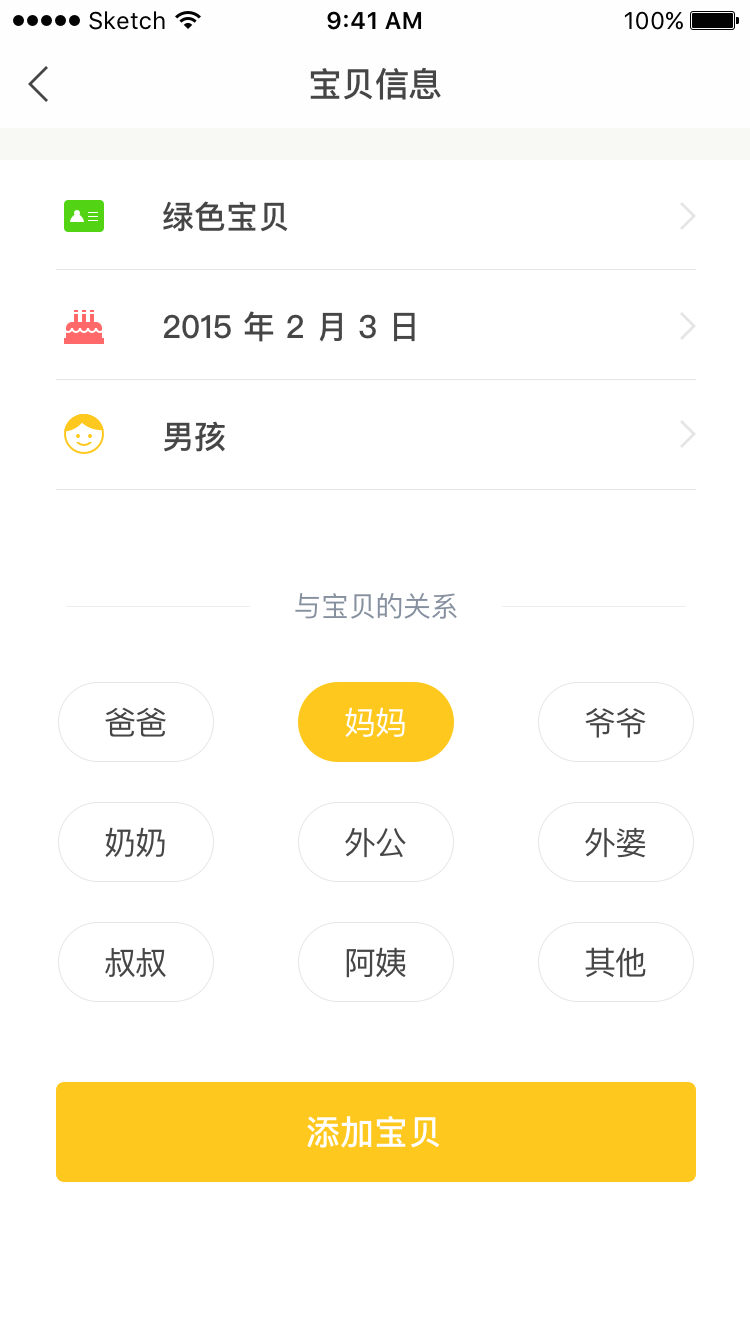 Sketch 9:41 AM 100%
宝贝信息
绿色宝贝
2015 年 2 月 3 日
男孩
与宝贝的关系
爸爸 妈妈 爷爷
奶奶 外公 外婆
叔叔 阿姨 其他
添加宝贝